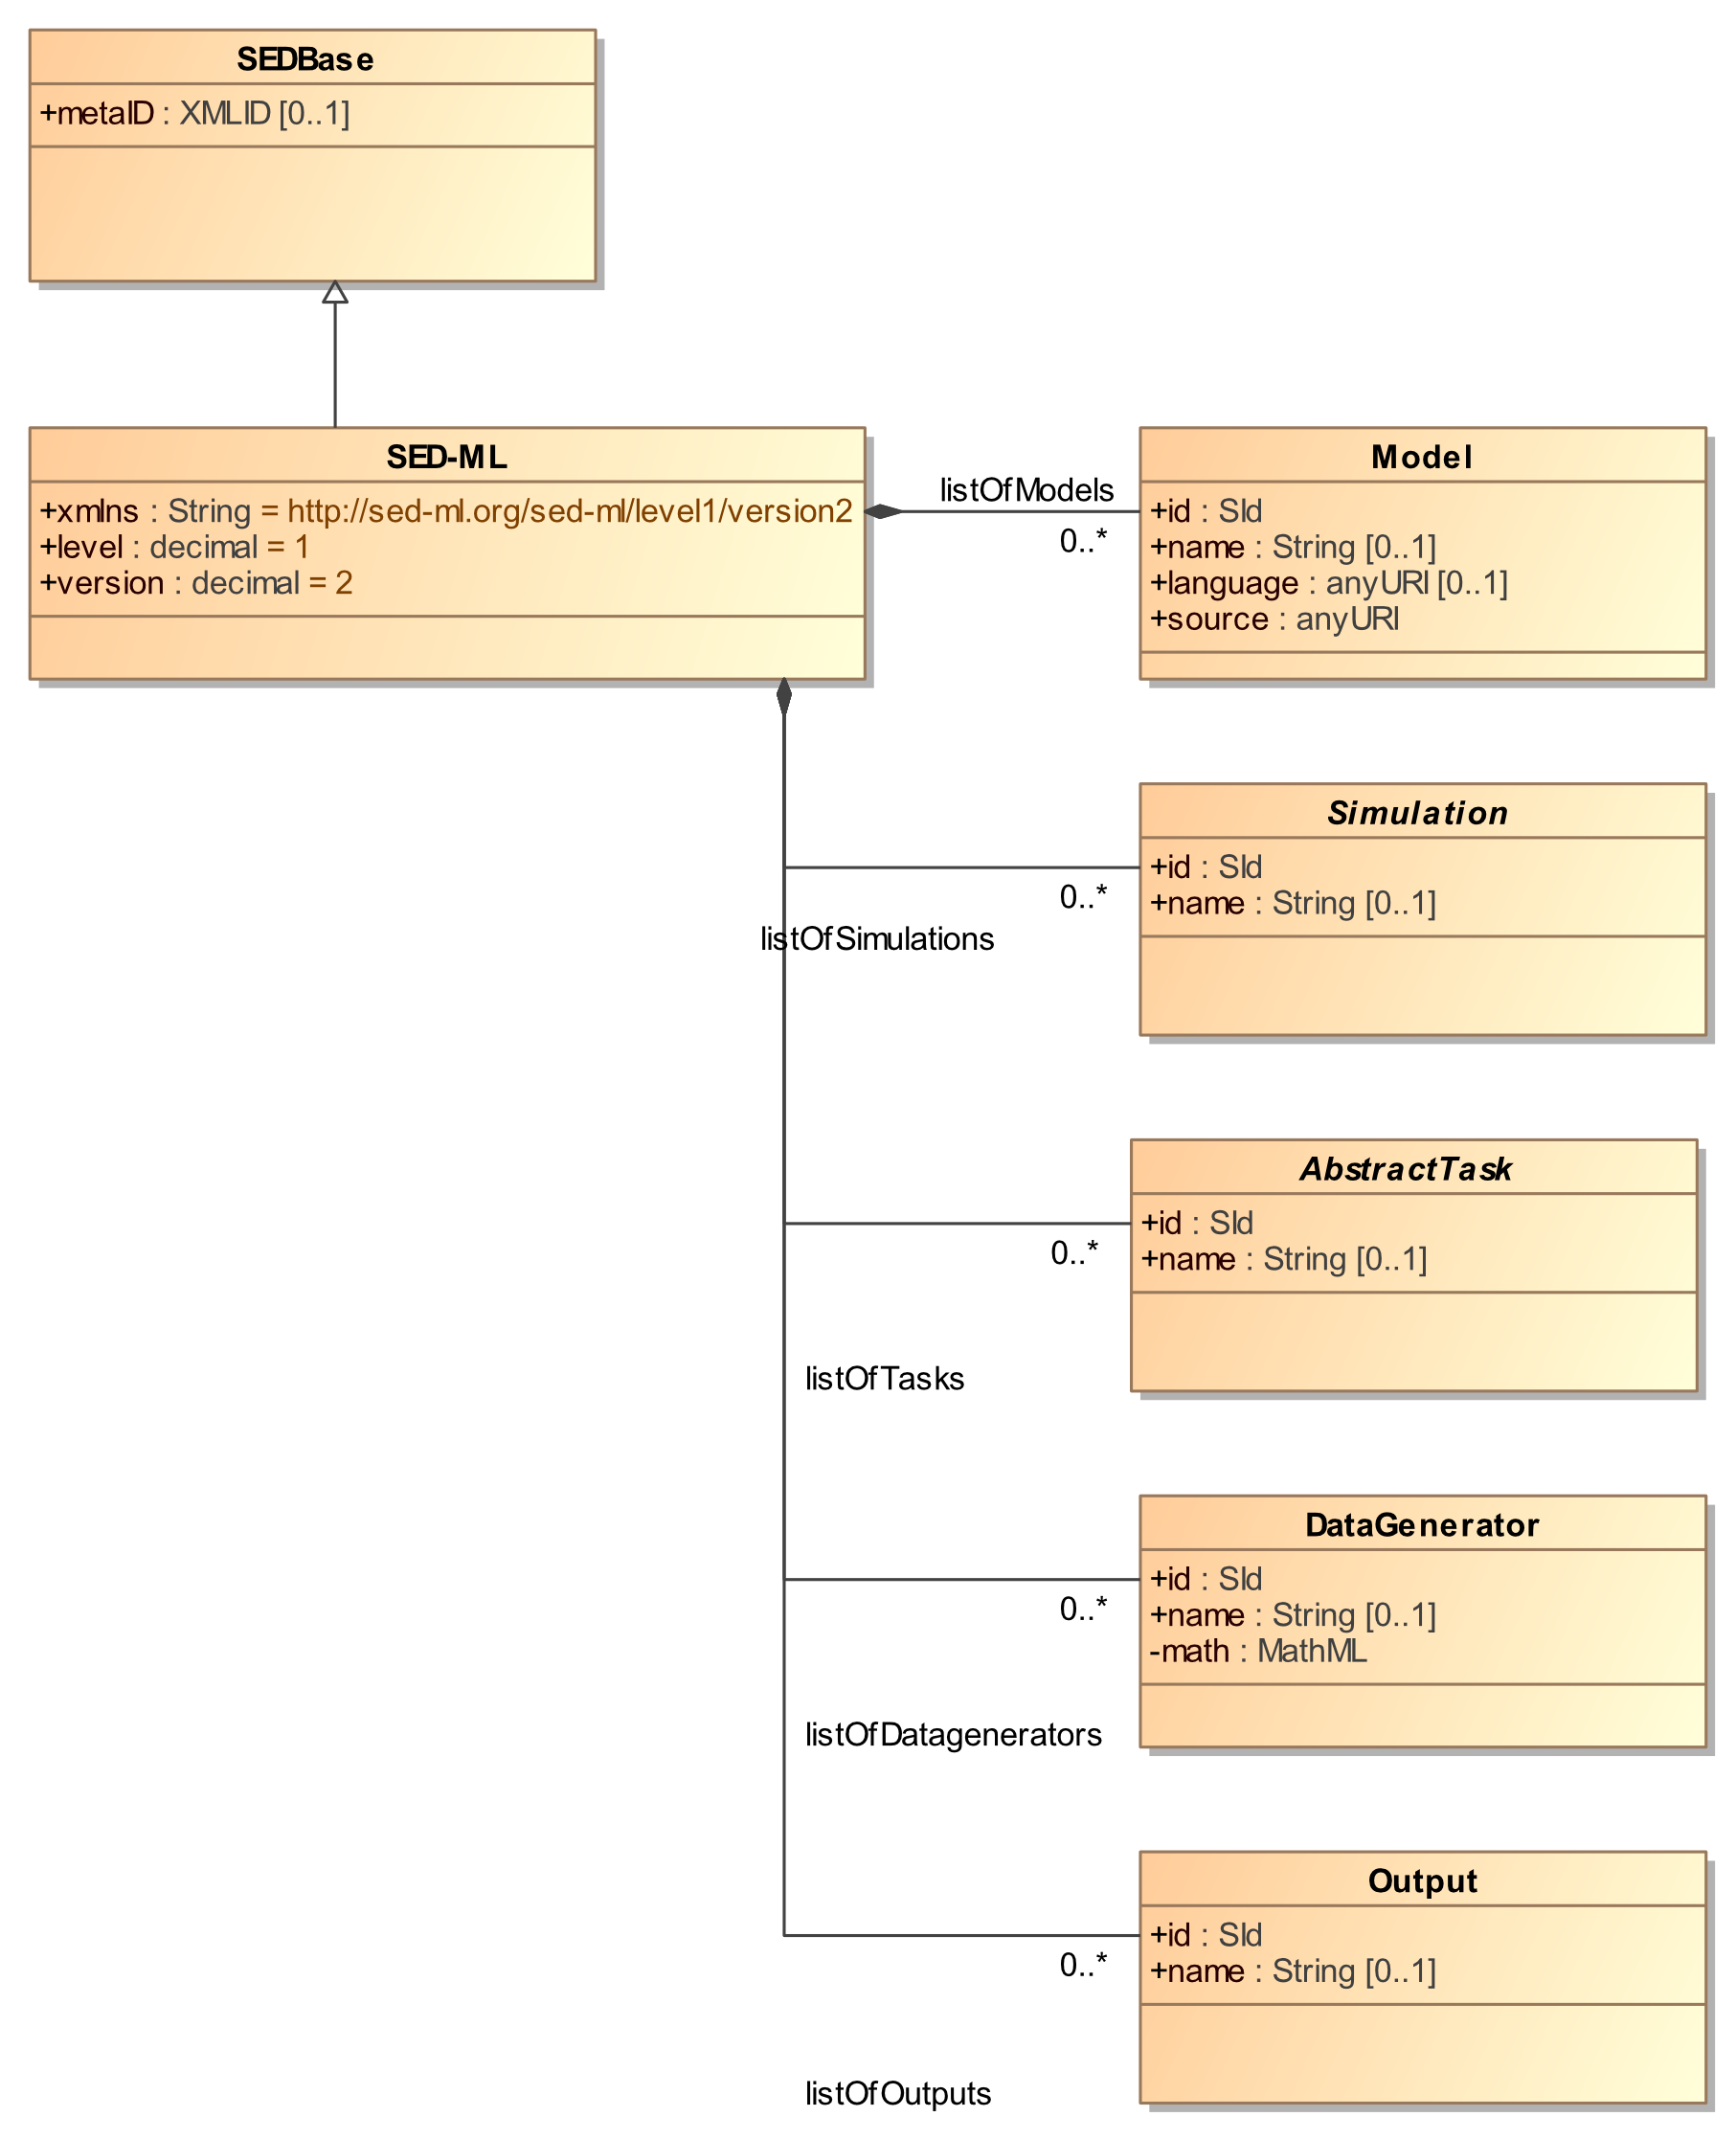 SEDBase
+metaID : XMLID [0..1]
SED-ML
+xmlns : String = http://sed-ml.org/sed-ml/level1/version2
+level : decimal = 1
+version : decimal = 2
listOfModels
0..*
Model
+id : SId
+name : String [0..1]
+language : anyURI [0..1]
+source : anyURI
Simulation
+id : SId
+name : String [0..1]
0..*
listOfSimulations
AbstractTask
+id : SId
+name : String [0..1]
0..*
listOfTasks
DataGenerator
+id : SId
+name : String [0..1]
-math : MathML
0..*
listOfDatagenerators
Output
+id : SId
+name : String [0..1]
0..*
listOfOutputs